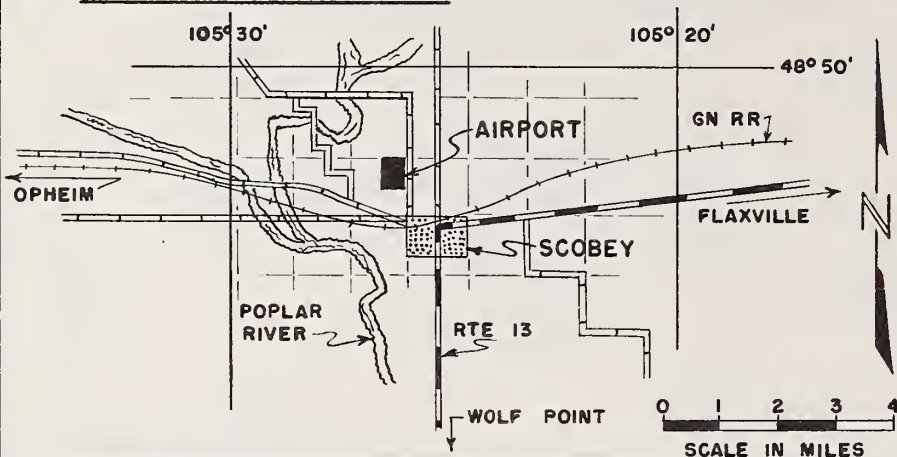 105° 30'
105° 20'
48° 50'
GN RR
AIRPORT
OPHEIM
FLAXVILLE
N
SCOBEY
POPLAR
RIVER
RTE 13
WOLF POINT
0 1 2 3 4
SCALE IN MILES